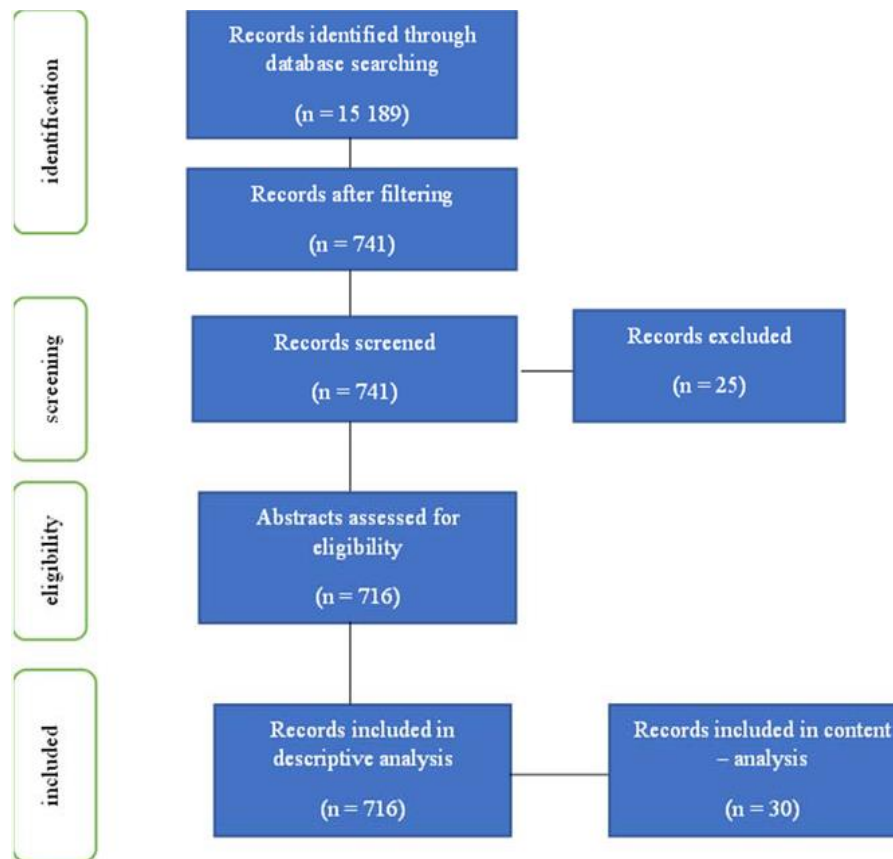 identification
Records identified through
database searching
(n = 15 189)
Records after filtering
(n = 741)
screening
Records screened
(n = 741)
Records excluded
(n = 25)
eligibility
Abstracts assessed for
eligibility
(n = 716)
included
Records included in
descriptive analysis
(n = 716)
Records included in content
– analysis
(n = 30)